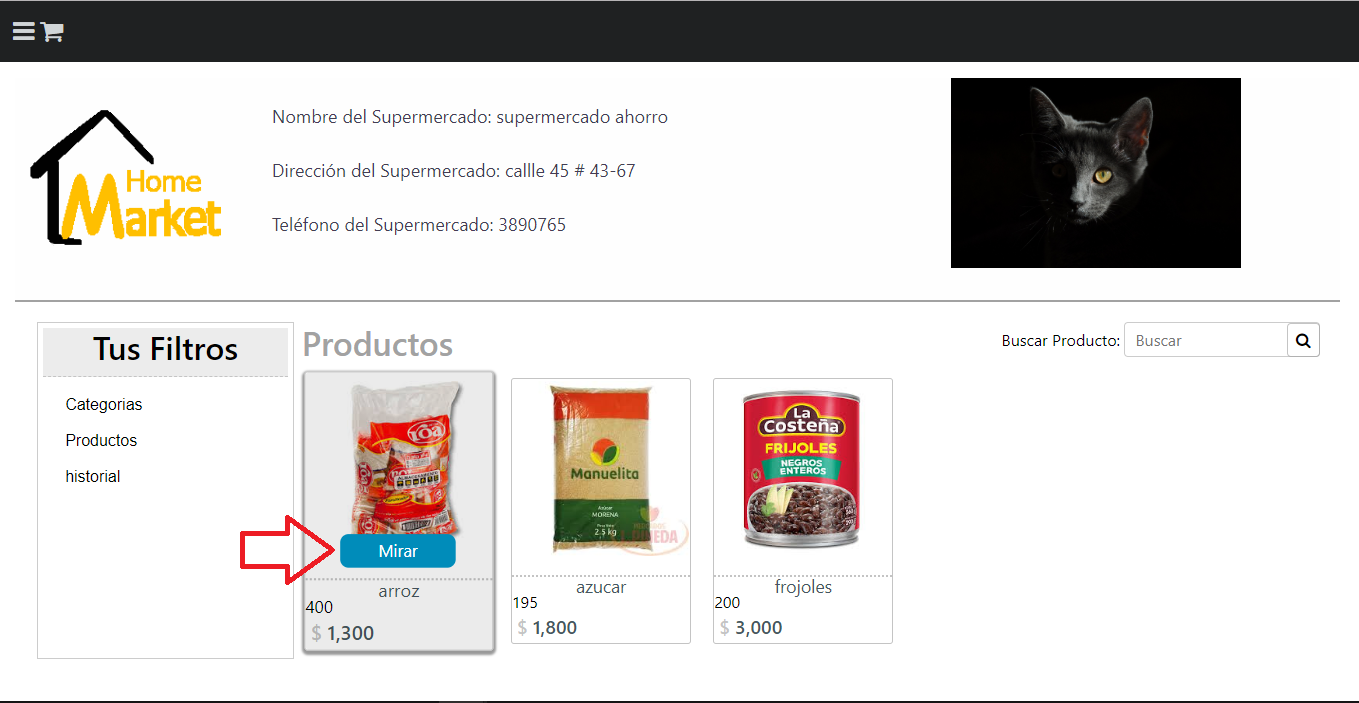 Home
Market
Nombre del Supermercado: supermercado ahorro
Dirección del Supermercado: callle 45 # 43-67
Teléfono del Supermercado: 3890765
Tus Filtros
Categorias
Productos
historial
Productos
Buscar Producto: Buscar
roa
Mirar
arroz
400
$ 1,300
Manuelita
Azúcar
MORENA
2.5 kg
azucar
195
$ 1,800
La
Costeña
FRIJOLES
NEGROS
ENTEROS
frojoles
200
$ 3,000